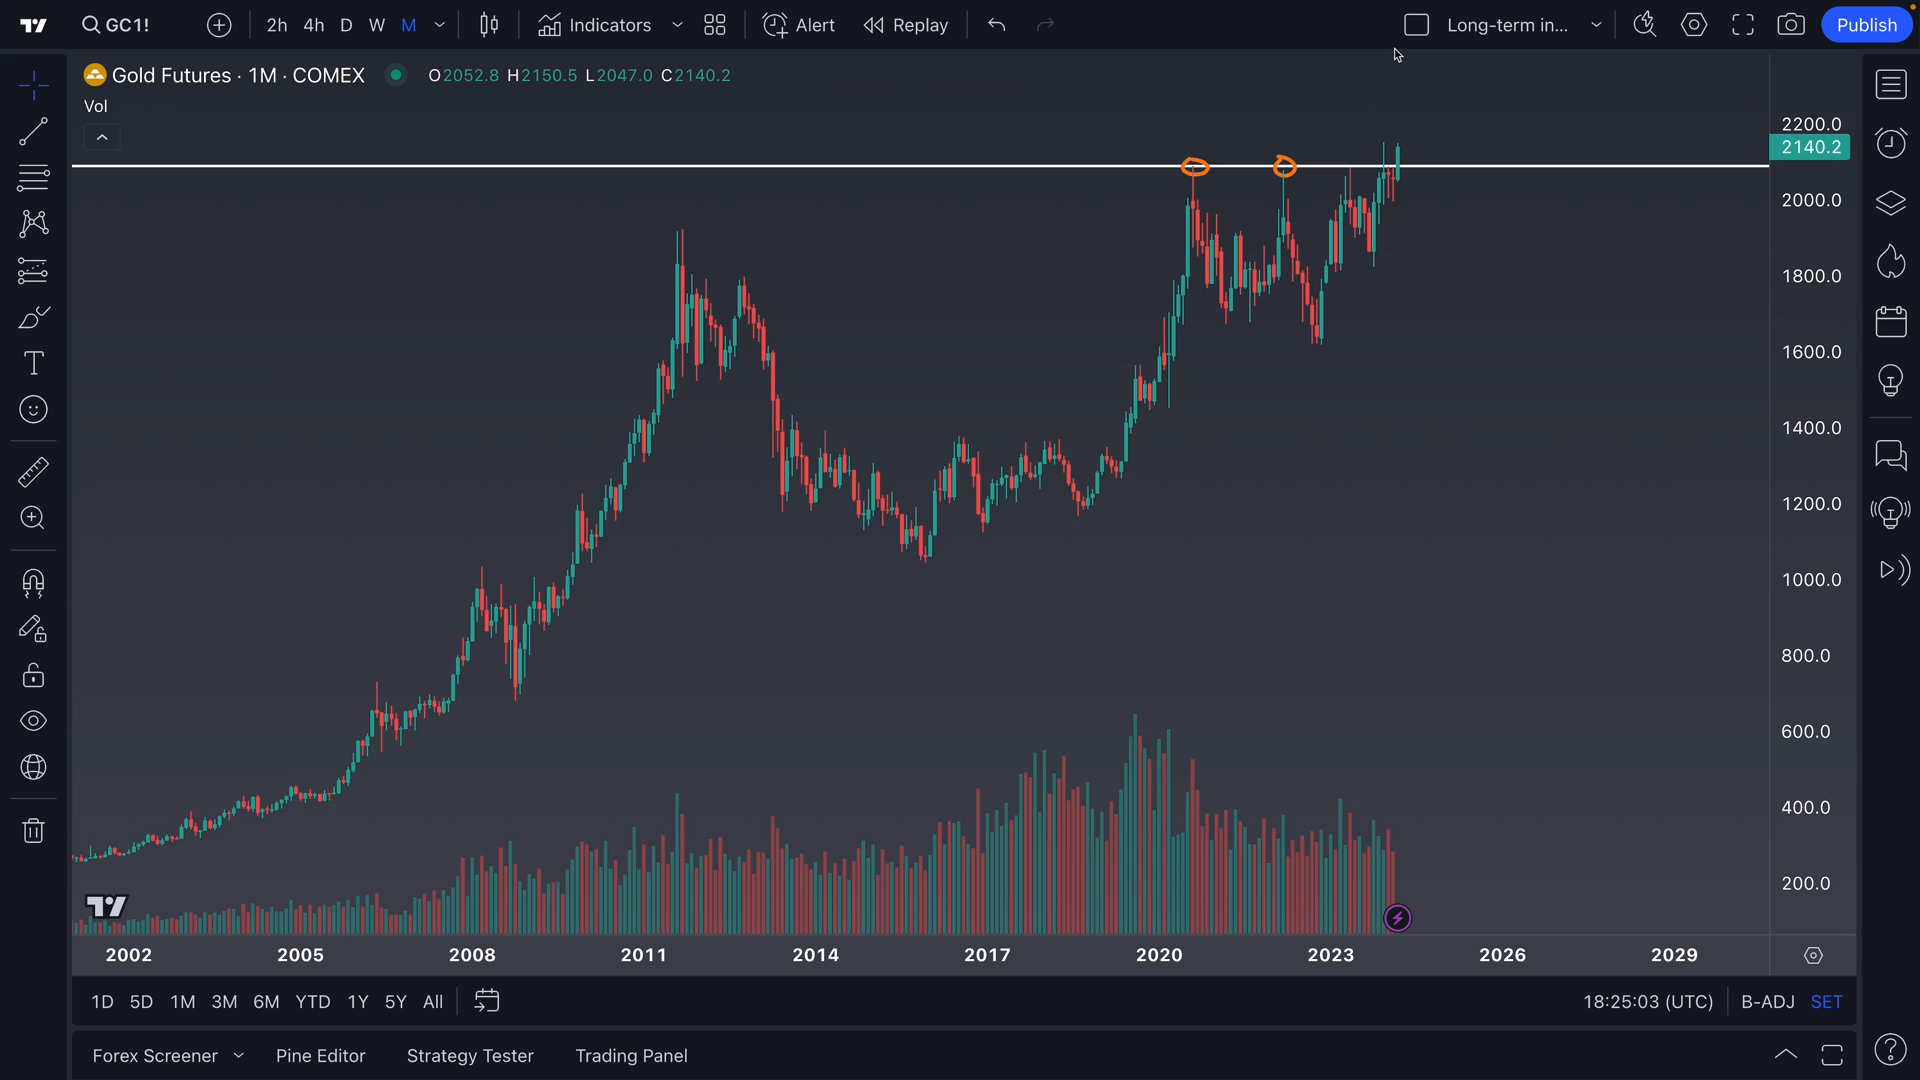 GC1! 2h 4h D W M Indicators Alert Replay Long-term in... Publish
Gold Futures · 1M · COMEX O2052.8 H2150.5 L2047.0 C2140.2
Vol
2200.0
2140.2
2000.0
1800.0
1600.0
1400.0
1200.0
1000.0
800.0
600.0
400.0
200.0
2002 2005 2008 2011 2014 2017 2020 2023 2026 2029
1D 5D 1M 3M 6M YTD 1Y 5Y All 18:25:03 (UTC) B-ADJ SET
Forex Screener Pine Editor Strategy Tester Trading Panel